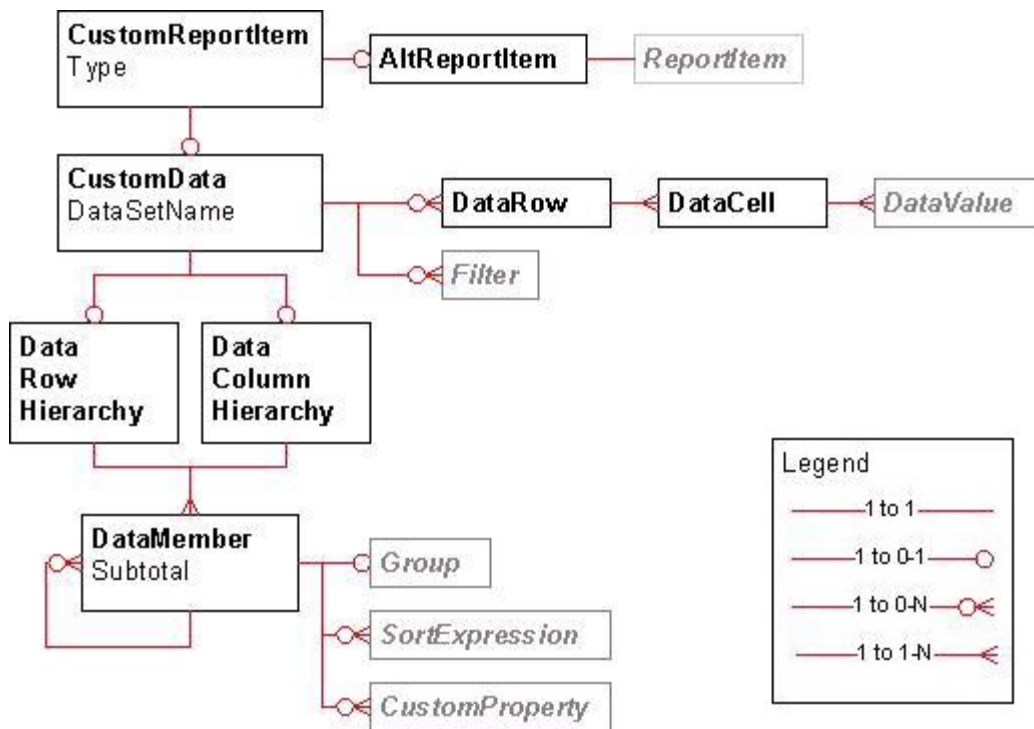 CustomReportItem
Type
AltReportItem
ReportItem
CustomData
DataSetName
DataRow
DataCell
DataValue
Filter
Data
Row
Hierarchy
Data
Column
Hierarchy
DataMember
Subtotal
Group
SortExpression
CustomProperty
Legend
1 to 1
1 to 0-1
1 to 0-N
1 to 1-N